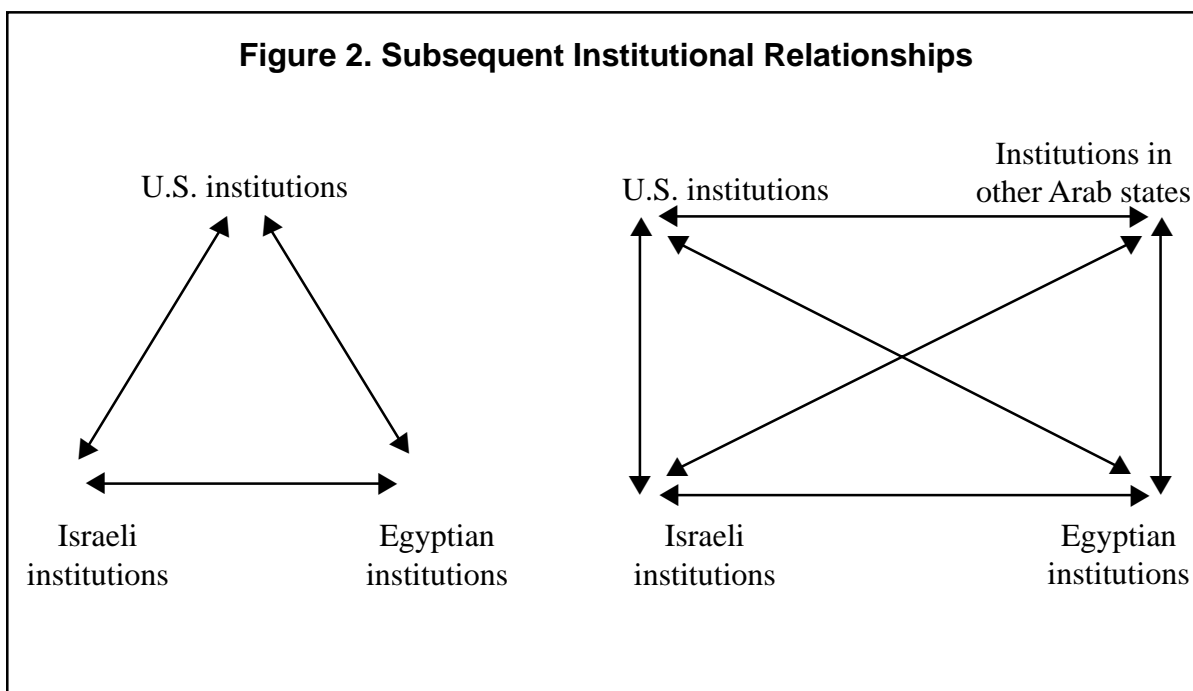 Figure 2. Subsequent Institutional Relationships
U.S. institutions
Israeli
institutions
Egyptian
institutions
U.S. institutions
Institutions in
other Arab states
Israeli
institutions
Egyptian
institutions